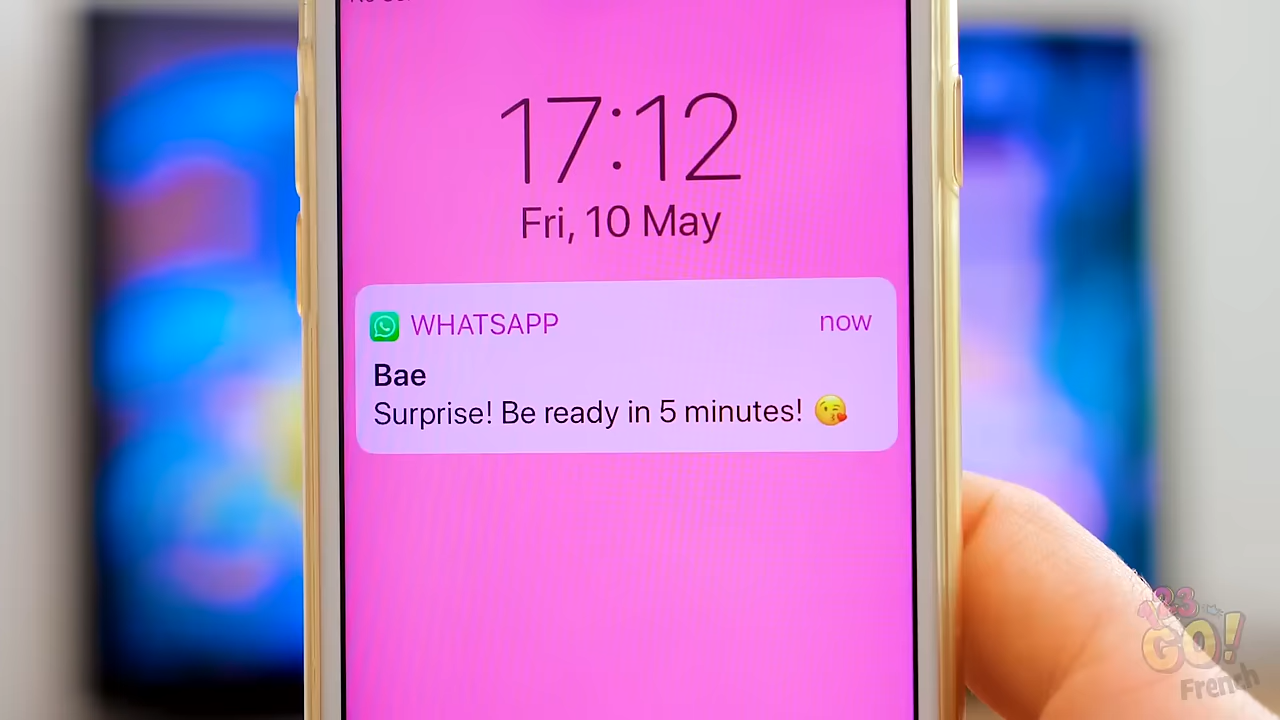 17:12
Fri, 10 May
WHATSAPP now
Bae
Surprise! Be ready in 5 minutes! 😘
123
GO!
French